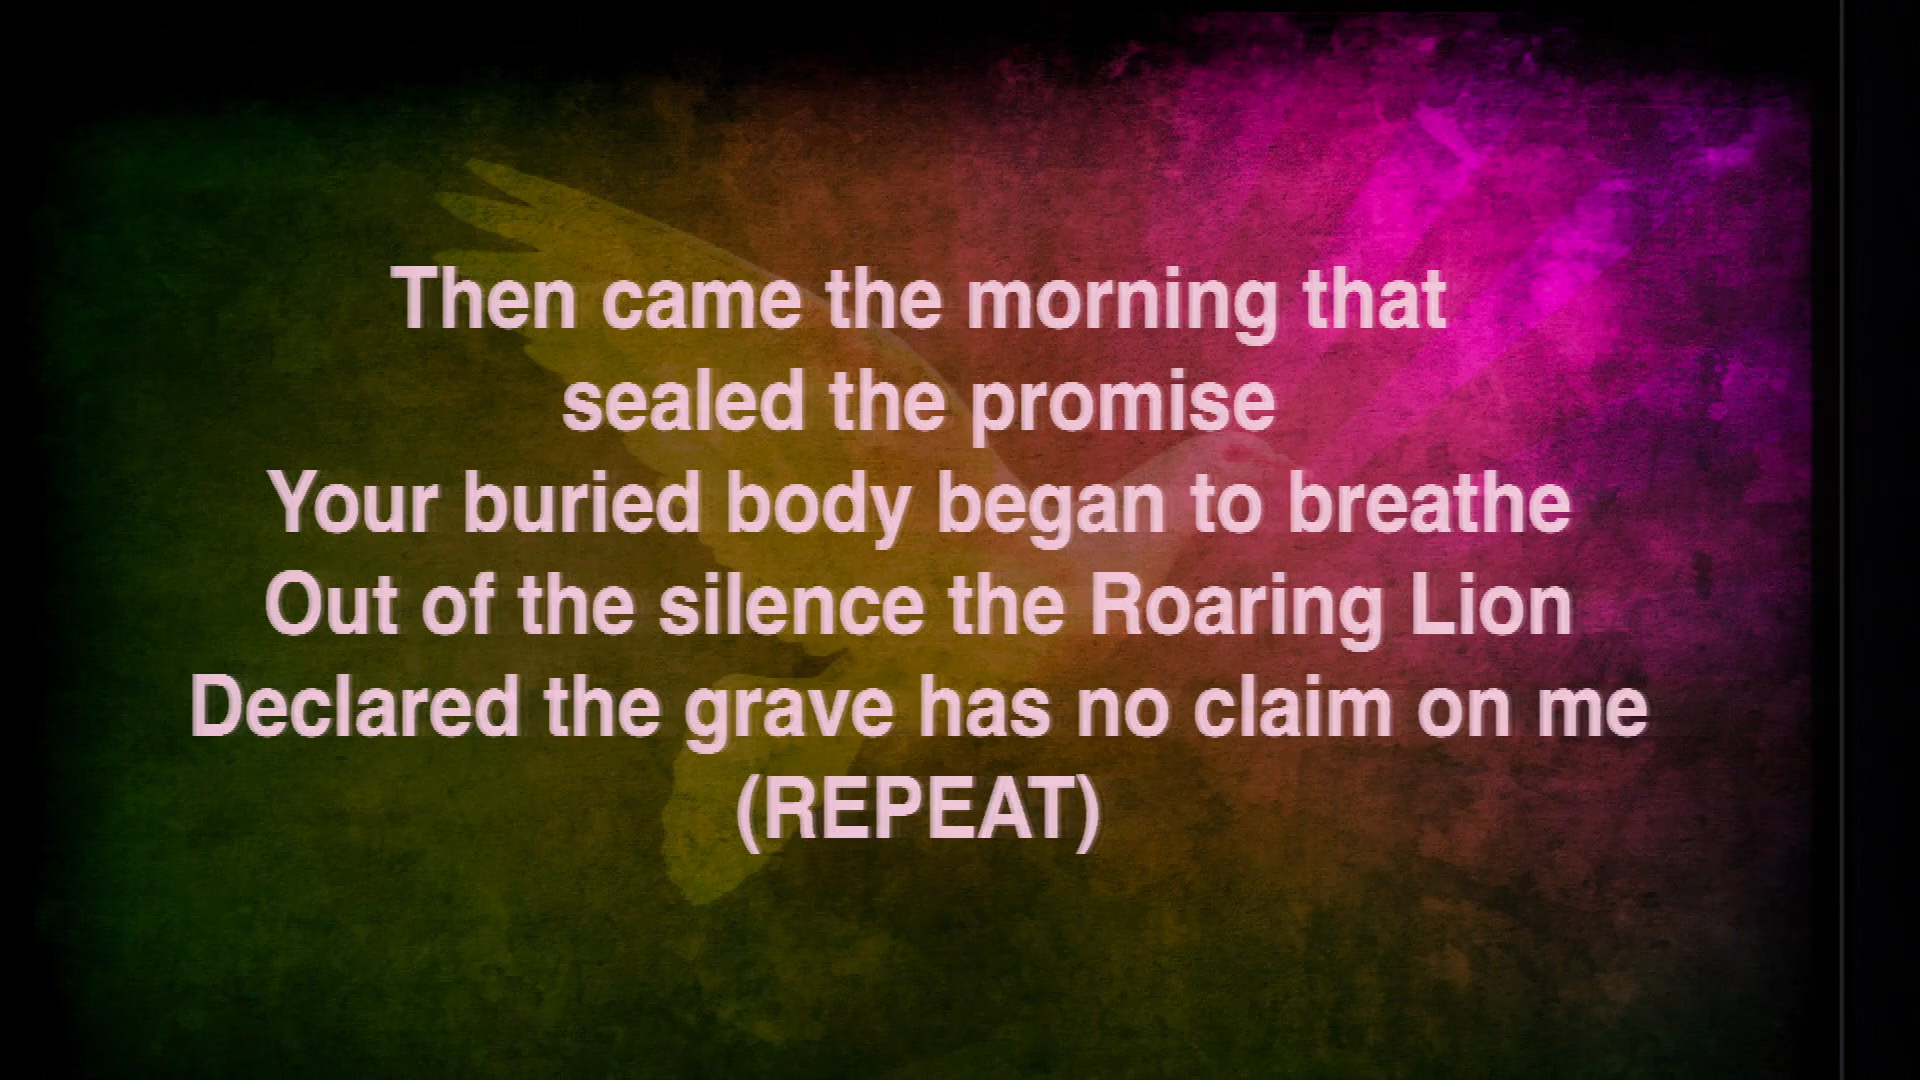 Then came the morning that
sealed the promise
Your buried body began to breathe
Out of the silence the Roaring Lion
Declared the grave has no claim on me
(REPEAT)